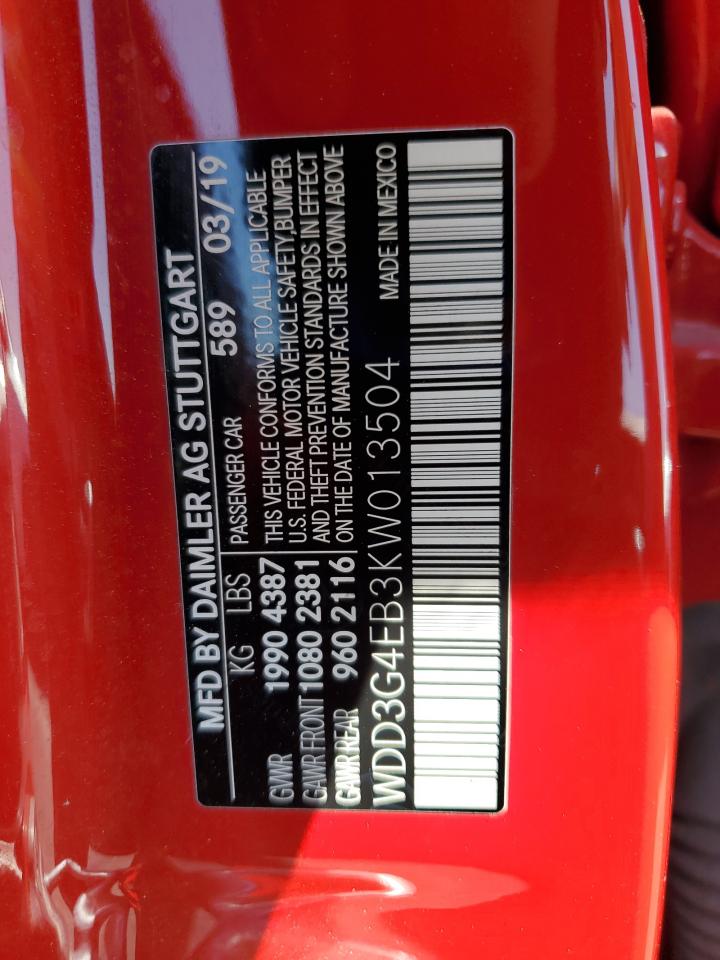 MFD BY DAIMLER AG STUTTGART
KG LBS PASSENGER CAR 589 03/19
GVWR 1990 4387
GAWR FRONT 1080 2381
GAWR REAR 960 2116
THIS VEHICLE CONFORMS TO ALL APPLICABLE
U.S. FEDERAL MOTOR VEHICLE SAFETY,BUMPER
AND THEFT PREVENTION STANDARDS IN EFFECT
ON THE DATE OF MANUFACTURE SHOWN ABOVE
WDD3G4EB3KW013504 MADE IN MEXICO